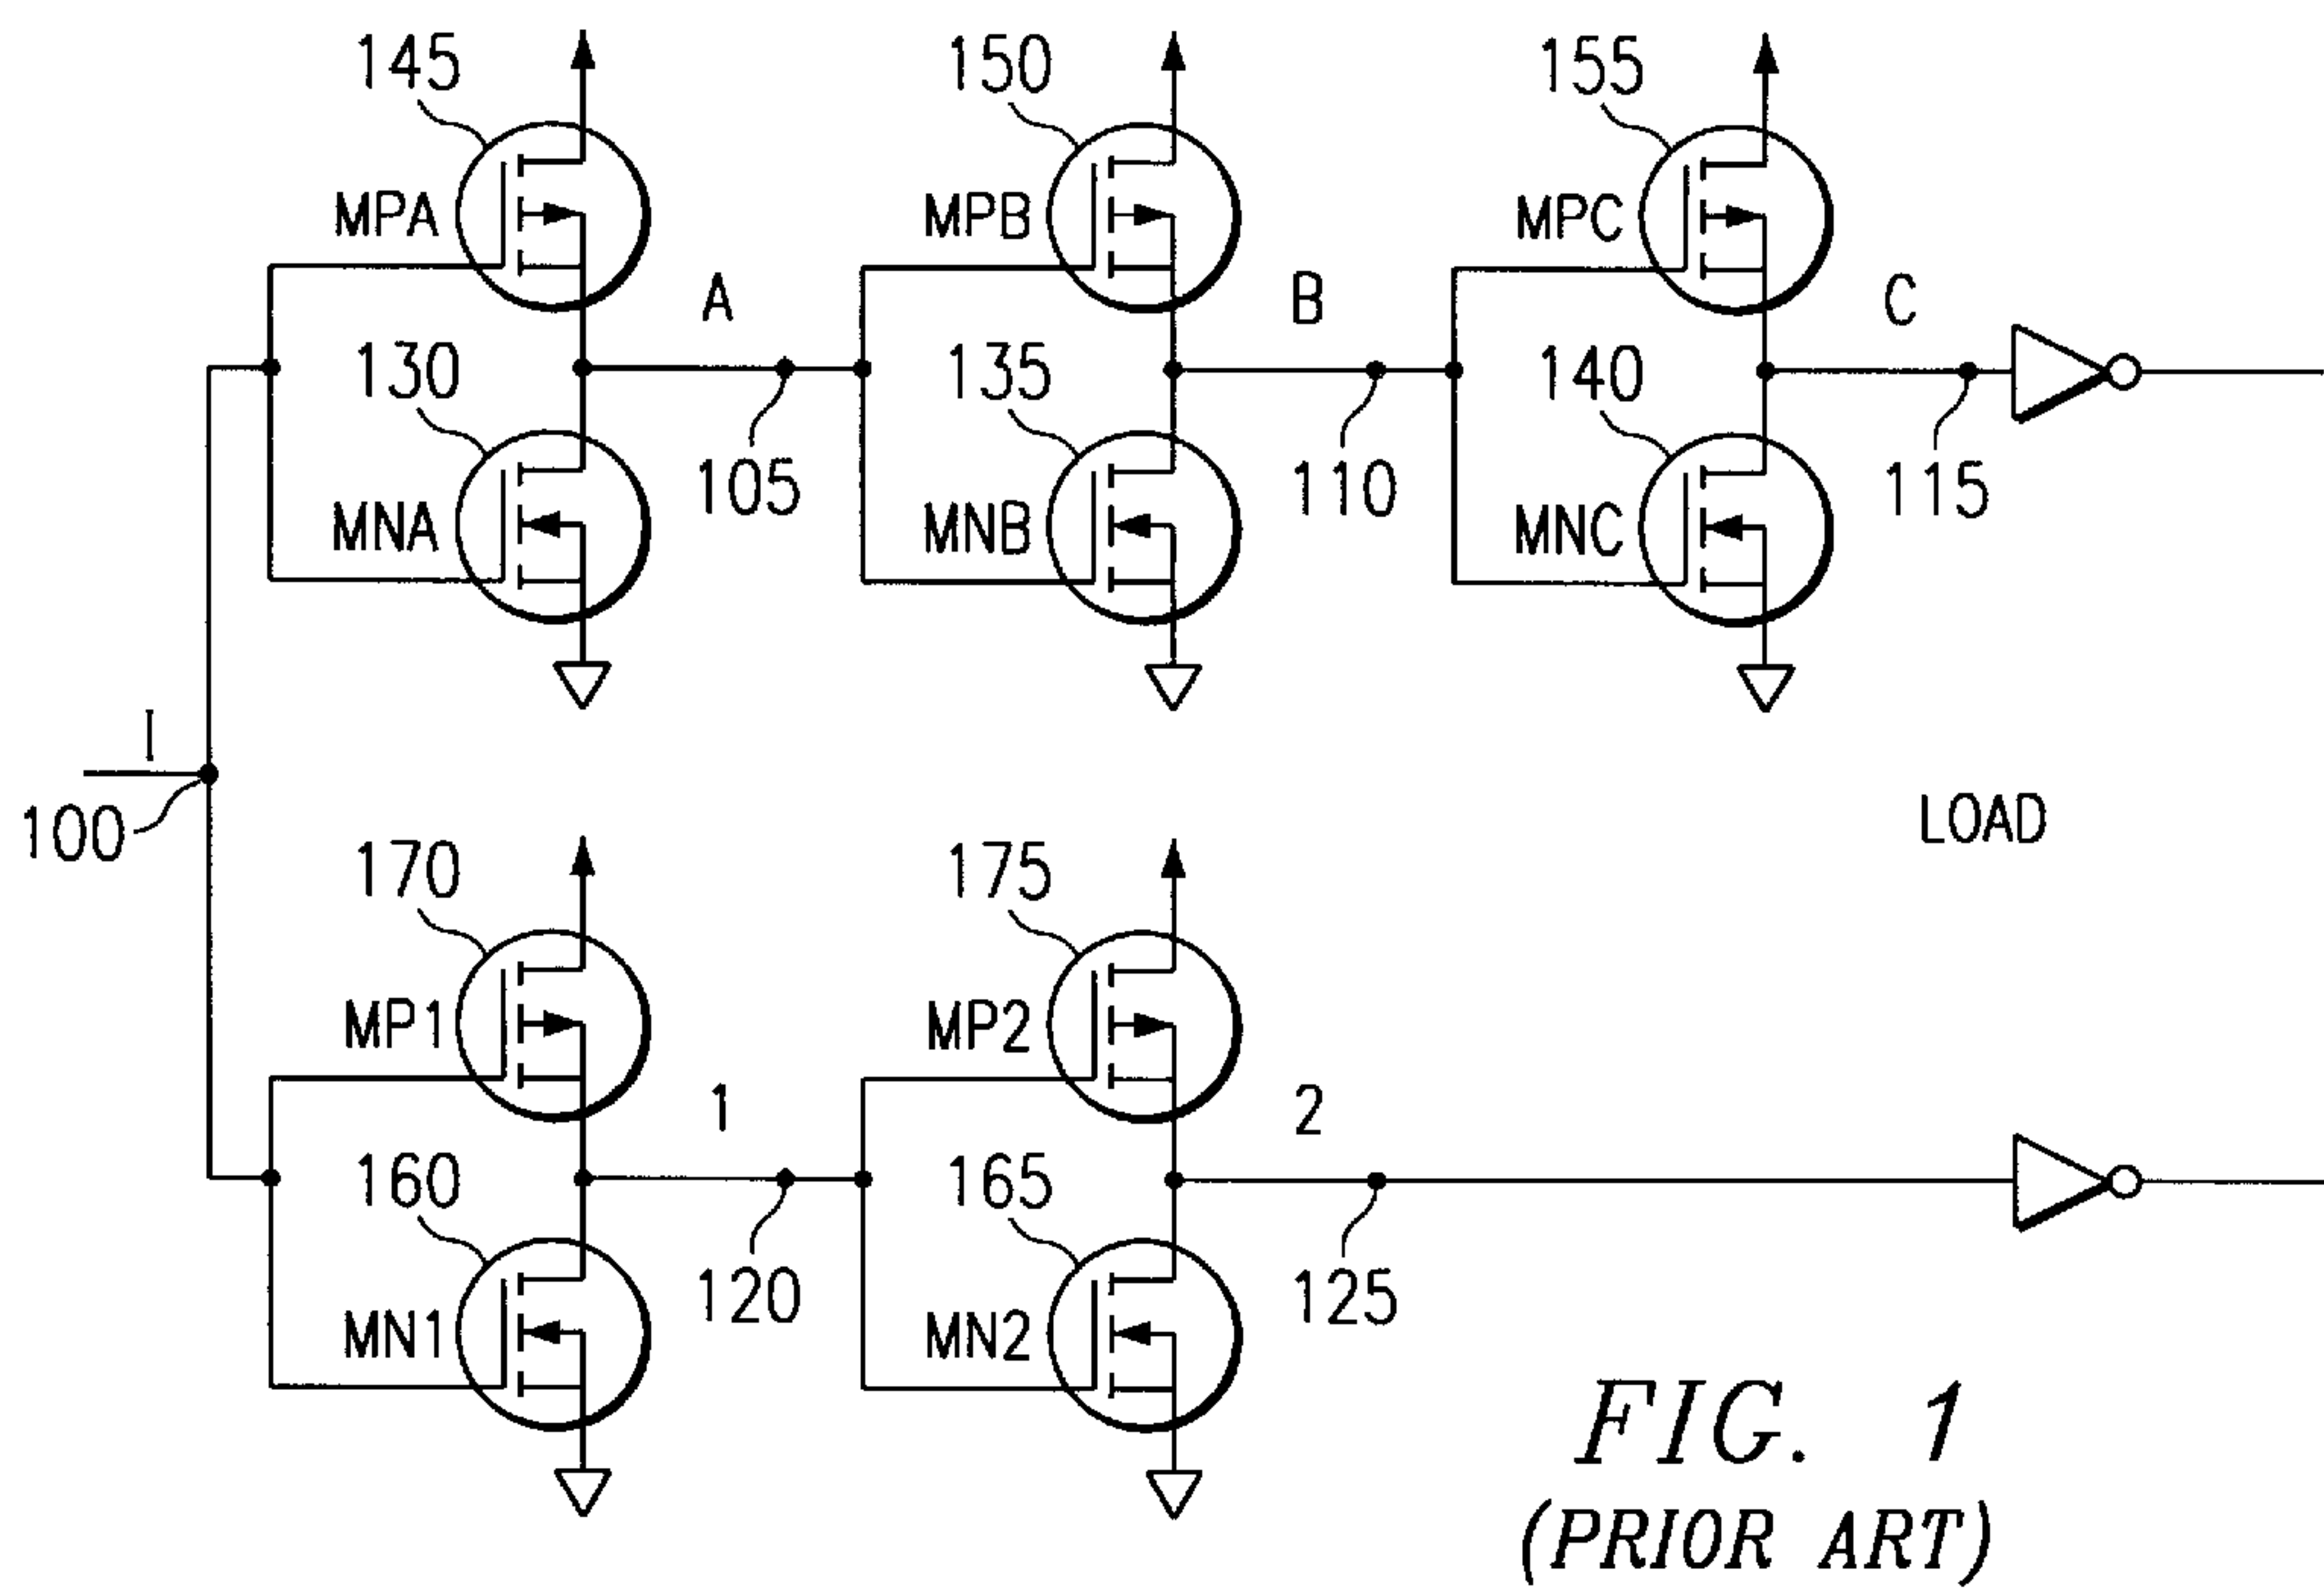 145
150
155
MPA
MPB
MPC
A
B
C
130
135
140
105
110
115
MNA
MNB
MNC
I
100
LOAD
170
175
MP1
MP2
1
2
160
165
120
125
MN1
MN2
FIG. 1
(PRIOR ART)